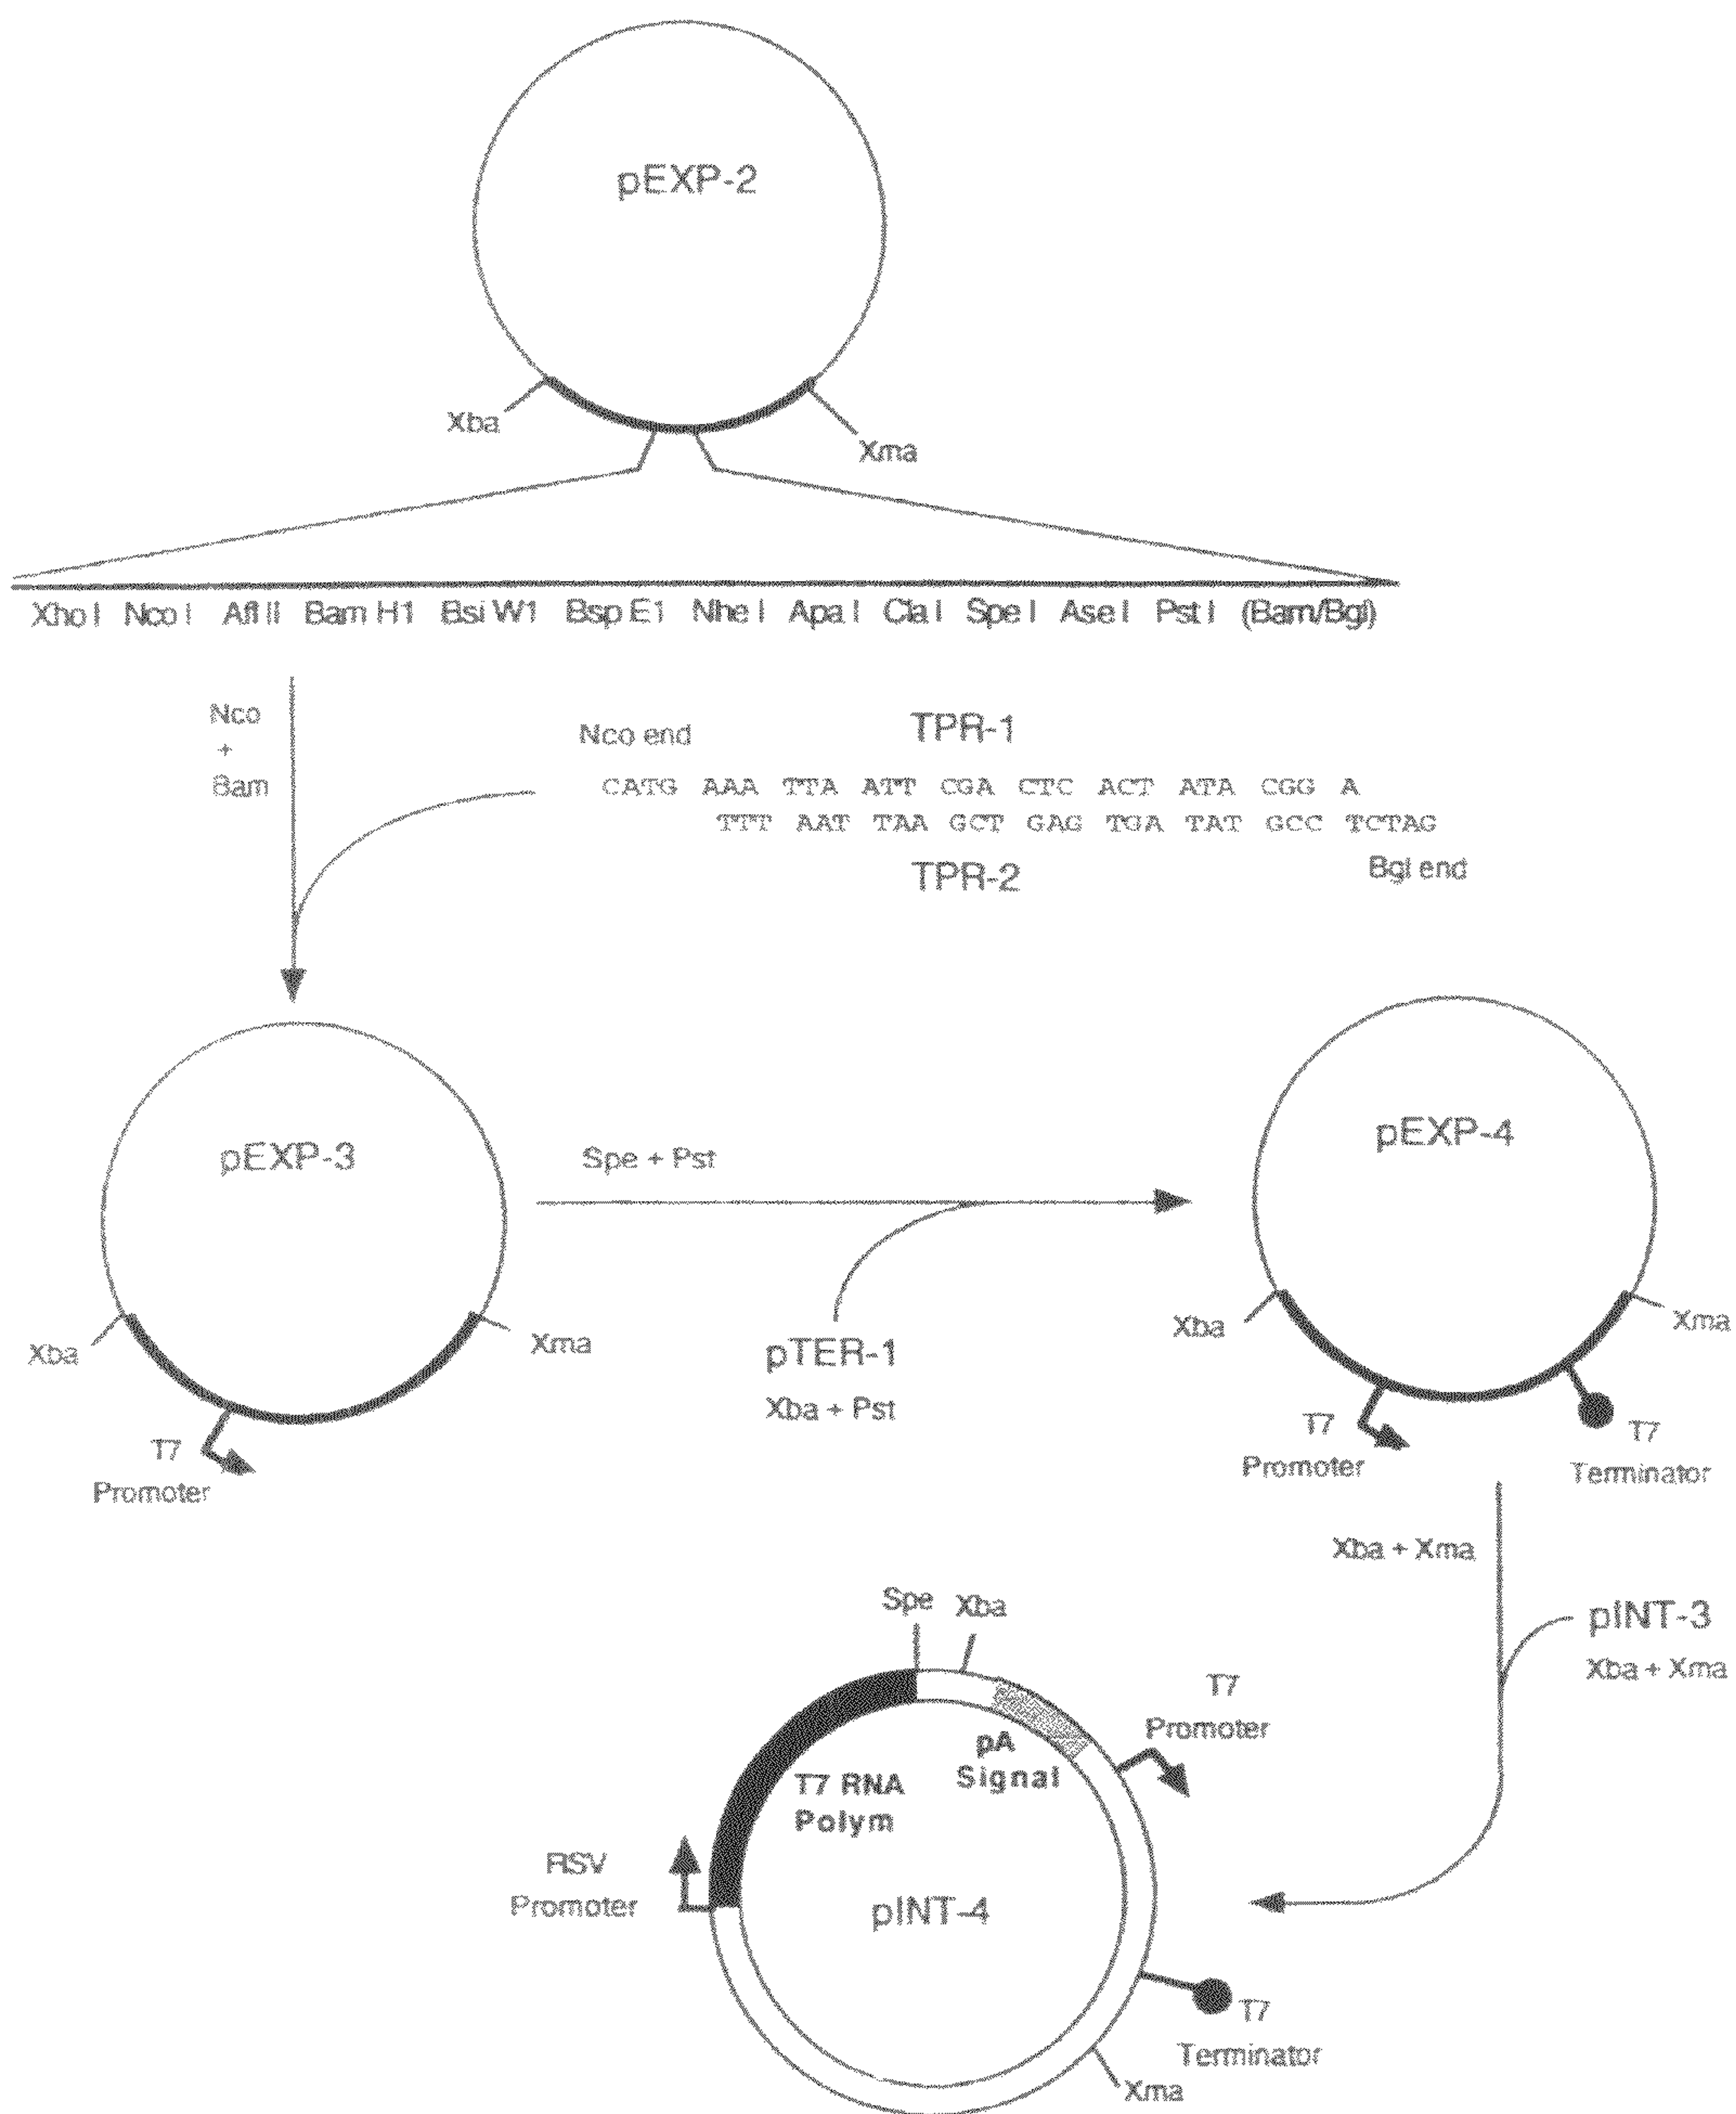 pEXP-2
Xba
Xma
Xho I Nco I Afl II Bam H1 Bsi W1 Bsp E1 Nhe I Apa I Cla I Spe I Ase I Pst I (Bam/Bgl)
Nco
+
Bam
Nco end
TPR-1
CATG AAA TTA ATT CGA CTC ACT ATA CGG A
TTT AAT TAA GCT GAG TGA TAT GCC TCTAG
TPR-2
Bgl end
pEXP-3
Xba
Xma
T7
Promoter
Spe + Pst
pTER-1
Xba + Pst
pEXP-4
Xba
Xma
T7
Promoter
T7
Terminator
Xba + Xma
pINT-3
Xba + Xma
Spe
Xba
T7
Promoter
pA
Signal
T7 RNA
Polym
RSV
Promoter
pINT-4
T7
Terminator
Xma